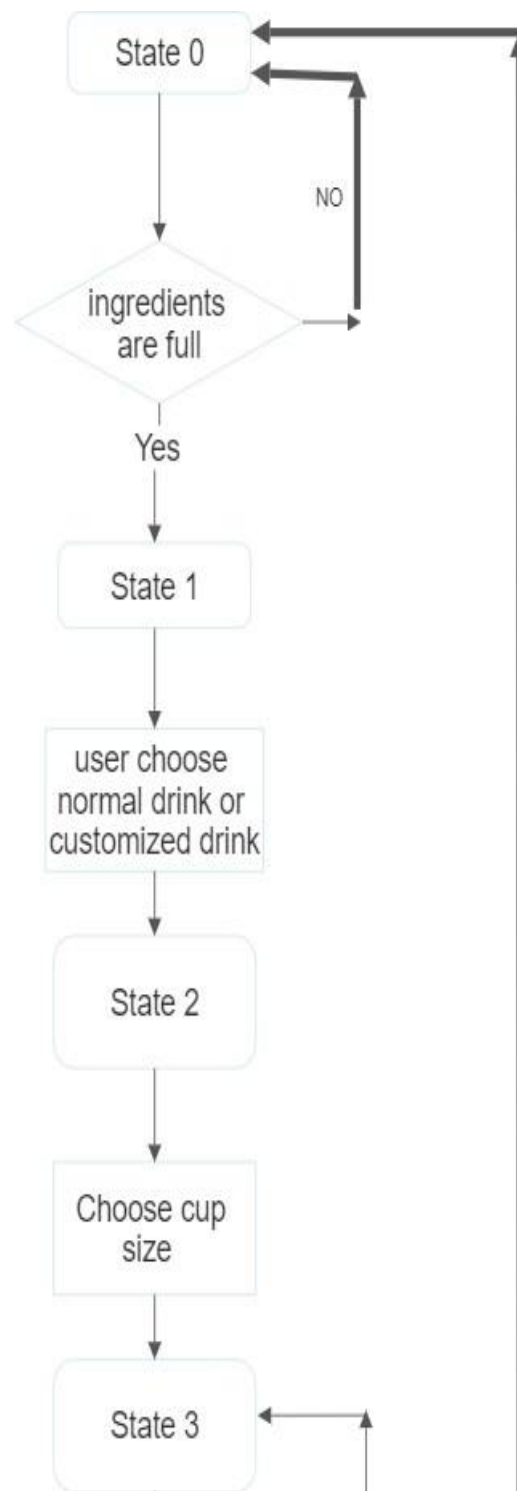 State 0
NO
ingredients
are full
Yes
State 1
user choose
normal drink or
customized drink
State 2
Choose cup
size
State 3